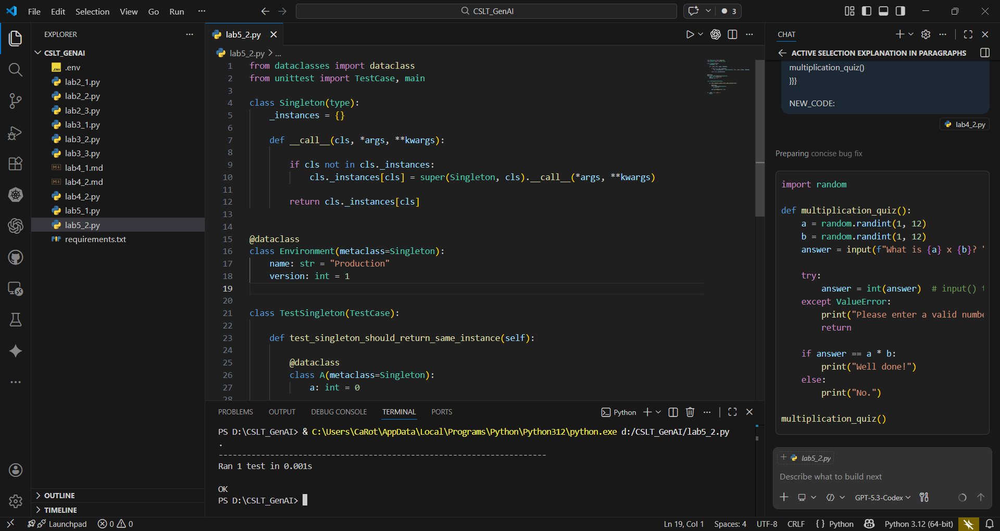 File Edit Selection View Go Run ···
CSLT_GenAI
3
EXPLORER
CSLT_GENAI
.env
lab2_1.py
lab2_2.py
lab2_3.py
lab3_1.py
lab3_2.py
lab3_3.py
lab4_1.md
lab4_2.md
lab4_2.py
lab5_1.py
lab5_2.py
requirements.txt
OUTLINE
TIMELINE
lab5_2.py
lab5_2.py > ...
1 from dataclasses import dataclass
2 from unittest import TestCase, main
3
4 class Singleton(type):
5 _instances = {}
6
7 def __call__(cls, *args, **kwargs):
8
9 if cls not in cls._instances:
10 cls._instances[cls] = super(Singleton, cls).__call__(*args, **kwargs)
11
12 return cls._instances[cls]
13
14
15 @dataclass
16 class Environment(metaclass=Singleton):
17 name: str = "Production"
18 version: int = 1
19
20
21 class TestSingleton(TestCase):
22
23 def test_singleton_should_return_same_instance(self):
24
25 @dataclass
26 class A(metaclass=Singleton):
27 a: int = 0
28
PROBLEMS OUTPUT DEBUG CONSOLE TERMINAL PORTS
Python
PS D:\CSLT_GenAI> & C:\Users\CaRot\AppData\Local\Programs\Python\Python312\python.exe d:/CSLT_GenAI/lab5_2.py
.
----------------------------------------------------------------------
Ran 1 test in 0.001s
OK
PS D:\CSLT_GenAI>
CHAT
ACTIVE SELECTION EXPLANATION IN PARAGRAPHS
multiplication_quiz()
}}}
NEW_CODE:
lab4_2.py
Preparing concise bug fix
import random
def multiplication_quiz():
a = random.randint(1, 12)
b = random.randint(1, 12)
answer = input(f"What is {a} x {b}? "
try:
answer = int(answer) # input()
except ValueError:
print("Please enter a valid numbe
return
if answer == a * b:
print("Well done!")
else:
print("No.")
multiplication_quiz()
lab5_2.py
Describe what to build next
GPT-5.3-Codex
Launchpad 0 0
Ln 19, Col 1 Spaces: 4 UTF-8 CRLF {} Python Python 3.12 (64-bit)